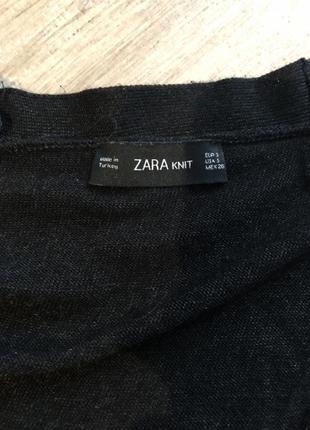 Made in
Turkey
ZARA KNIT
EUR S
USA S
MEX 26